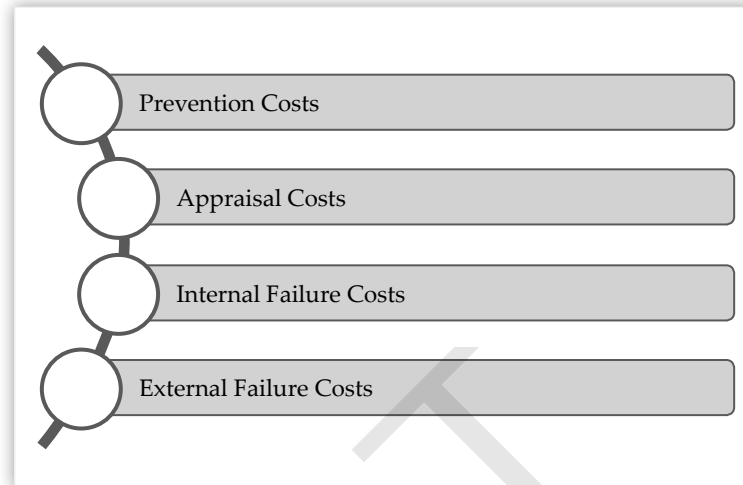 Prevention Costs
Appraisal Costs
Internal Failure Costs
External Failure Costs